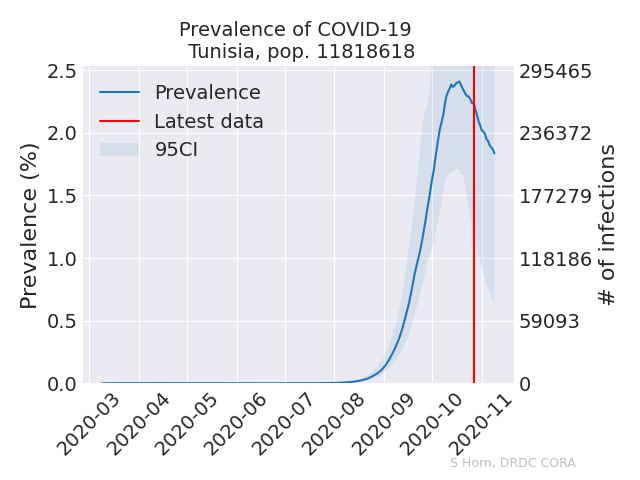 Prevalence of COVID-19
Tunisia, pop. 11818618
Prevalence
Latest data
95CI
Prevalence (%)
2.5
2.0
1.5
1.0
0.5
0.0
295465
236372
177279
118186
59093
0
# of infections
2020-03
2020-04
2020-05
2020-06
2020-07
2020-08
2020-09
2020-10
2020-11
S Horn, DRDC CORA